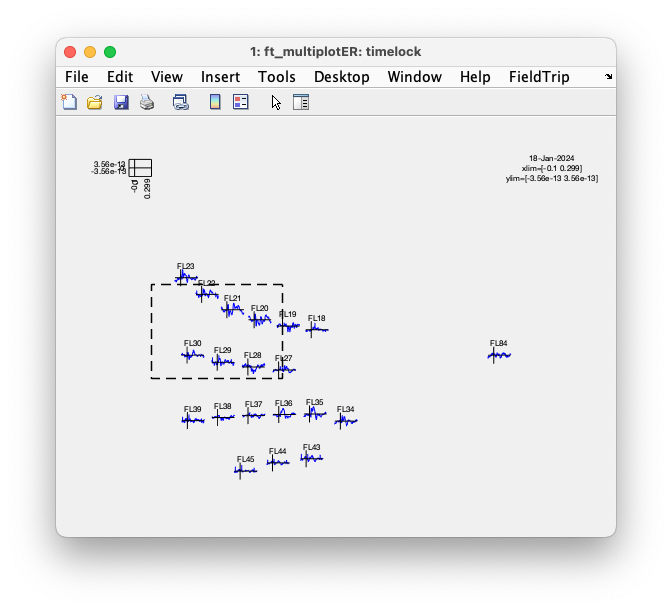 1: ft_multiplotER: timelock
File Edit View Insert Tools Desktop Window Help FieldTrip
3.56e-13
-3.56e-13
0.299
18-Jan-2024
xlim=[-0.1 0.299]
ylim=[-3.56e-13 3.56e-13]
FL23
FL22
FL21
FL20
FL19
FL18
FL30
FL29
FL28
FL27
FL84
FL39
FL38
FL37
FL36
FL35
FL34
FL45
FL44
FL43